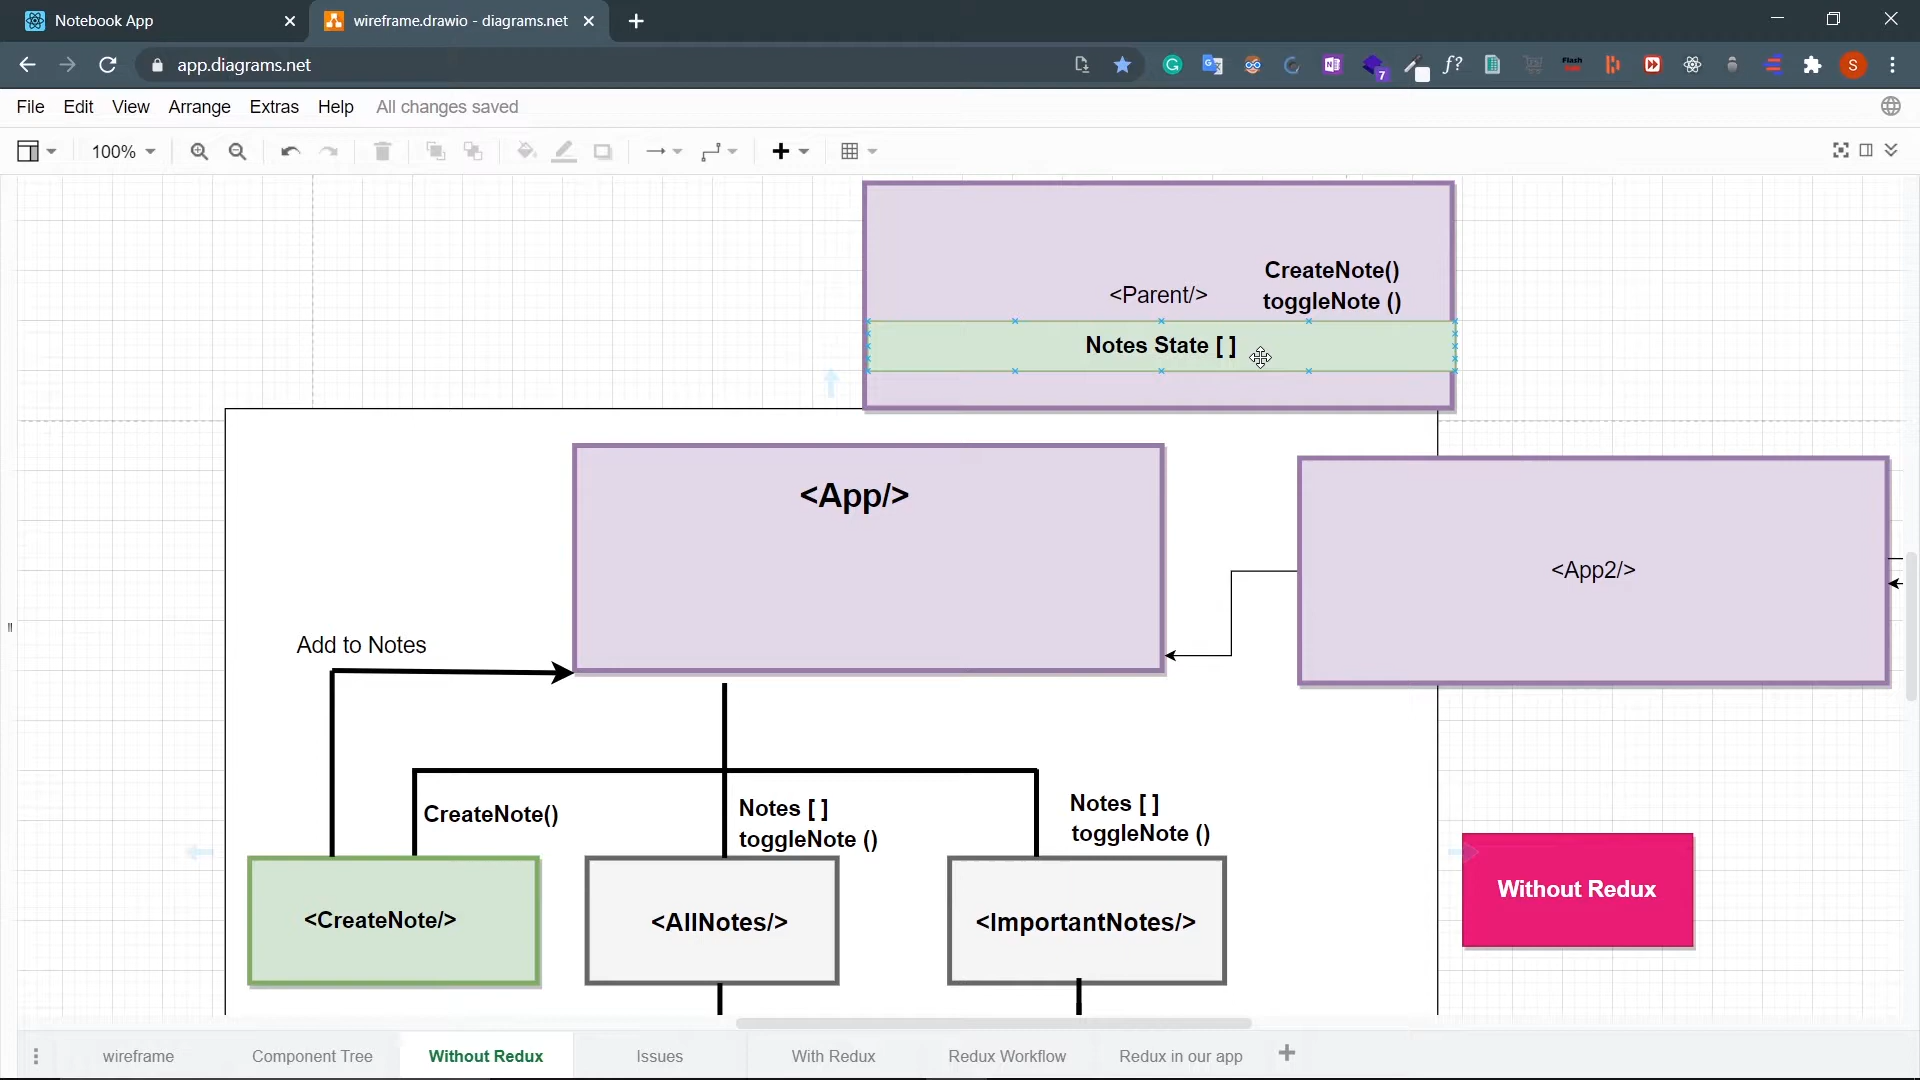 Notebook App
wireframe.drawio - diagrams.net
app.diagrams.net
7
f?
Flash
S
File Edit View Arrange Extras Help All changes saved
100%
CreateNote()
<Parent/>
toggleNote ()
Notes State [ ]
<App/>
<App2/>
Add to Notes
CreateNote()
Notes [ ]
toggleNote ()
Notes [ ]
toggleNote ()
<CreateNote/>
<AllNotes/>
<ImportantNotes/>
Without Redux
wireframe Component Tree Without Redux Issues With Redux Redux Workflow Redux in our app